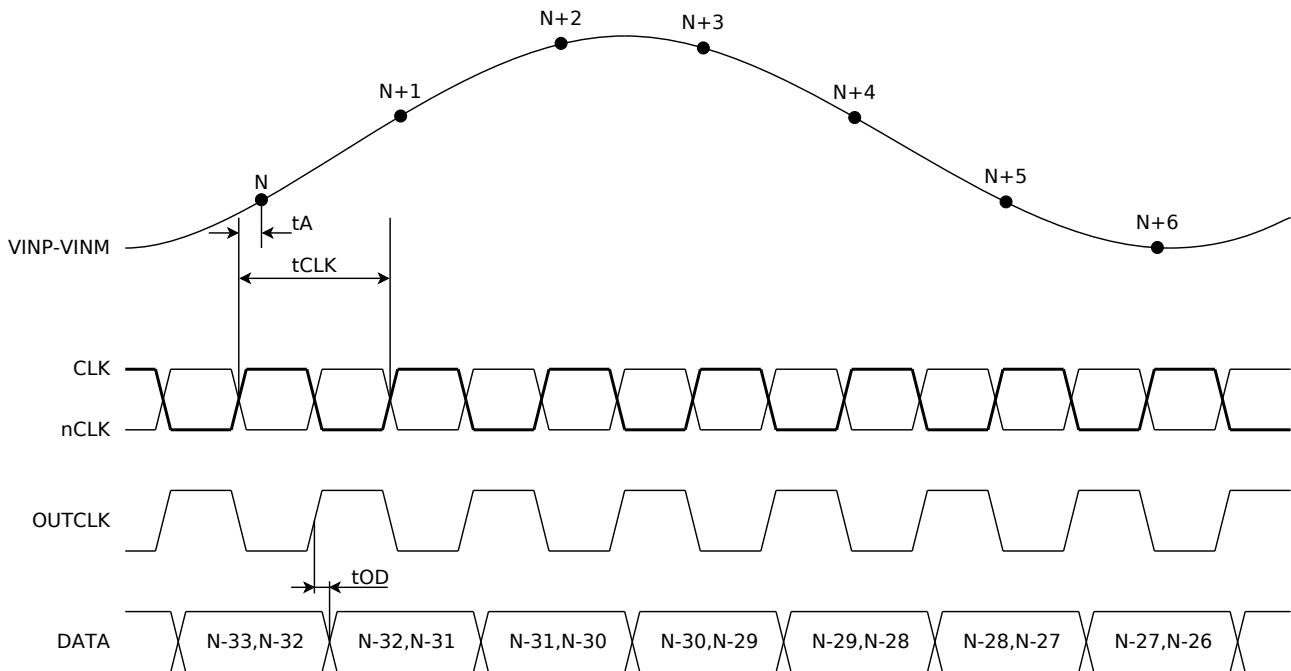 N+2
N+3
N+1
N+4
N
N+5
tA
N+6
VINP-VINM
tCLK
CLK
nCLK
OUTCLK
tOD
DATA
N-33,N-32
N-32,N-31
N-31,N-30
N-30,N-29
N-29,N-28
N-28,N-27
N-27,N-26